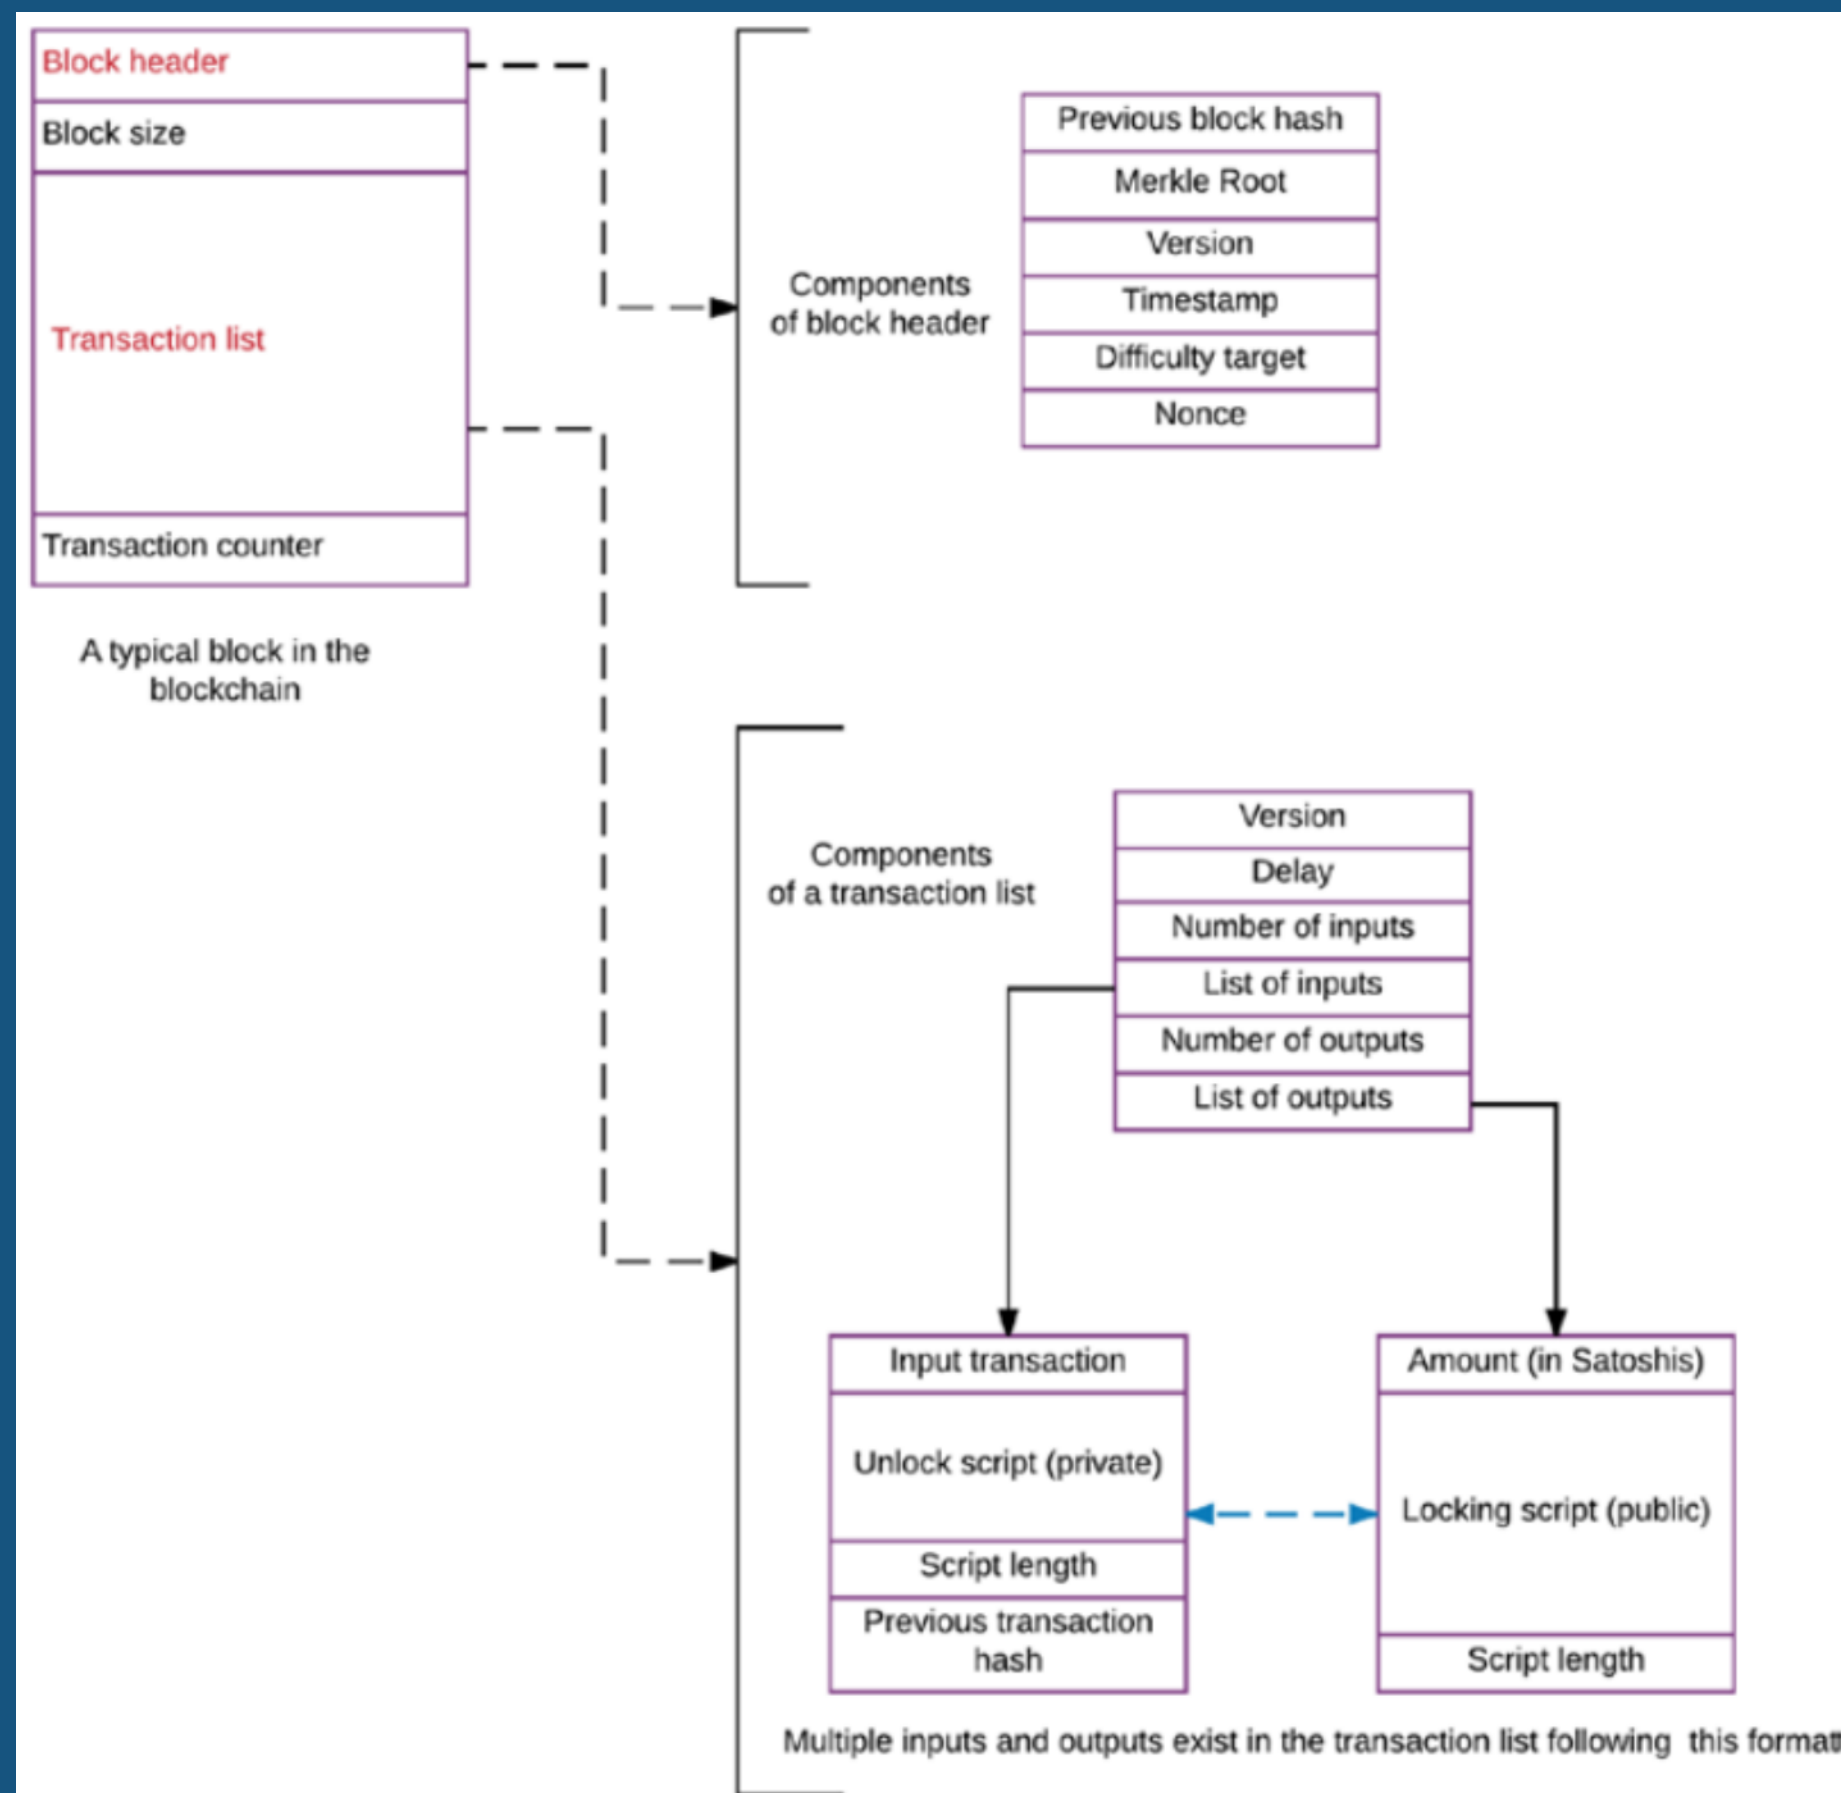 Block header
Block size
Transaction list
Transaction counter
A typical block in the
blockchain
Components
of block header
Previous block hash
Merkle Root
Version
Timestamp
Difficulty target
Nonce
Components
of a transaction list
Version
Delay
Number of inputs
List of inputs
Number of outputs
List of outputs
Input transaction
Unlock script (private)
Script length
Previous transaction
hash
Amount (in Satoshis)
Locking script (public)
Script length
Multiple inputs and outputs exist in the transaction list following this format